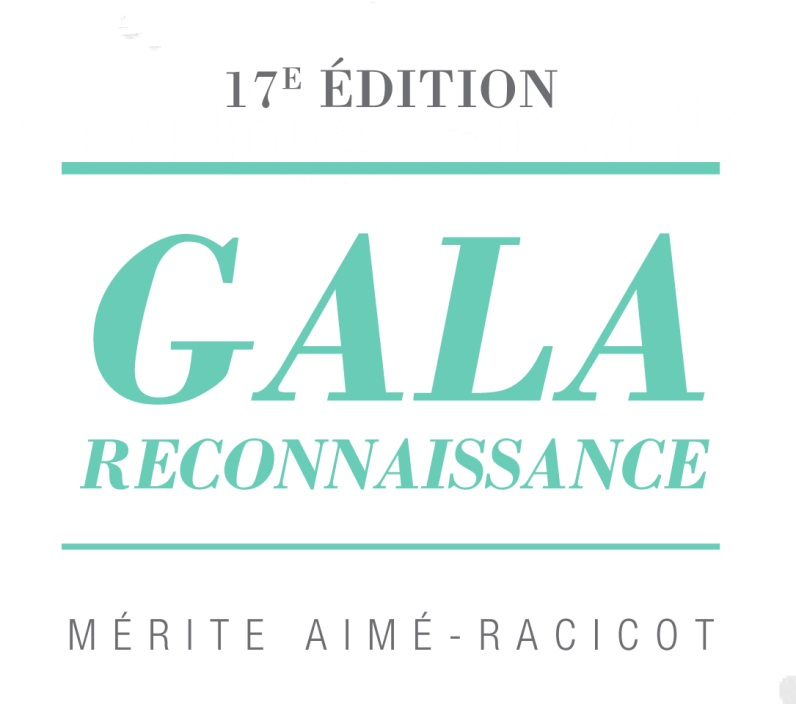 17E ÉDITION
GALA
RECONNAISSANCE
MÉRITE AIMÉ-RACICOT